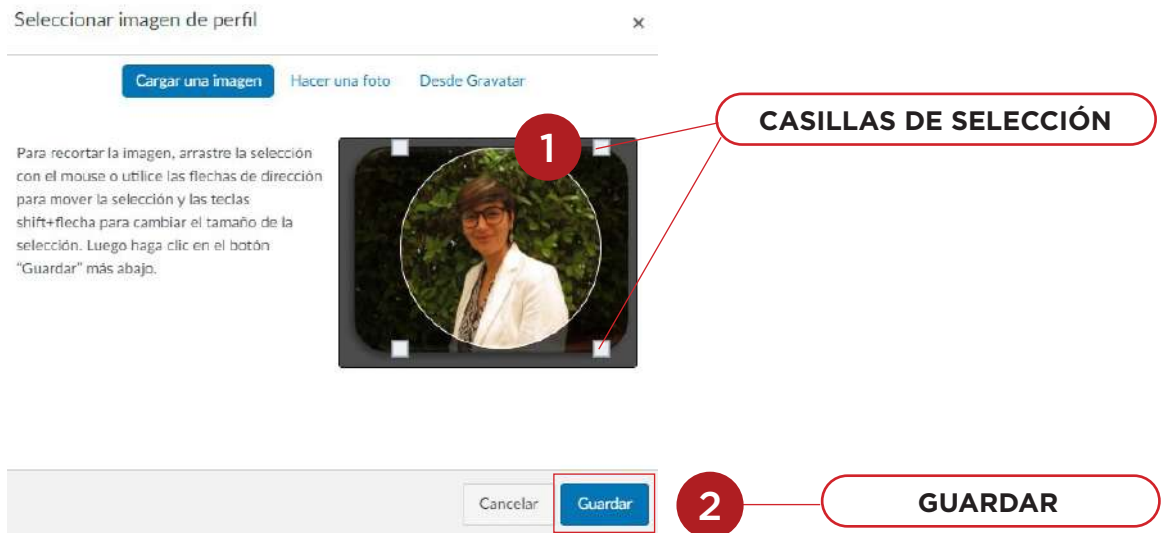 Seleccionar imagen de perfil ×
Cargar una imagen Hacer una foto Desde Gravatar
CASILLAS DE SELECCIÓN
1
Para recortar la imagen, arrastre la selección
con el mouse o utilice las flechas de dirección
para mover la selección y las teclas
shift+flecha para cambiar el tamaño de la
selección. Luego haga clic en el botón
"Guardar" más abajo.
Cancelar Guardar
2
GUARDAR